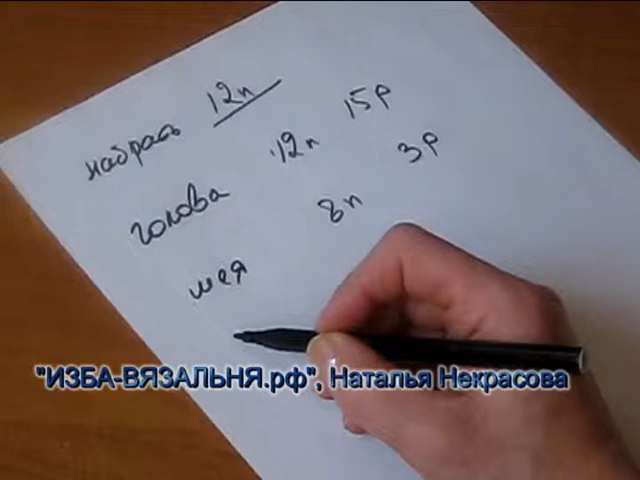 набрать 12п
голова 12п 15р
шея 8п 3р
"ИЗБА-ВЯЗАЛЬНЯ.рф", Наталья Некрасова